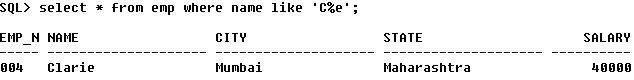 SQL> select * from emp where name like 'C%e';
EMP_N NAME CITY STATE SALARY
----- -------------------- -------------------- -------------------- ----------
004 Clarie Mumbai Maharashtra 40000